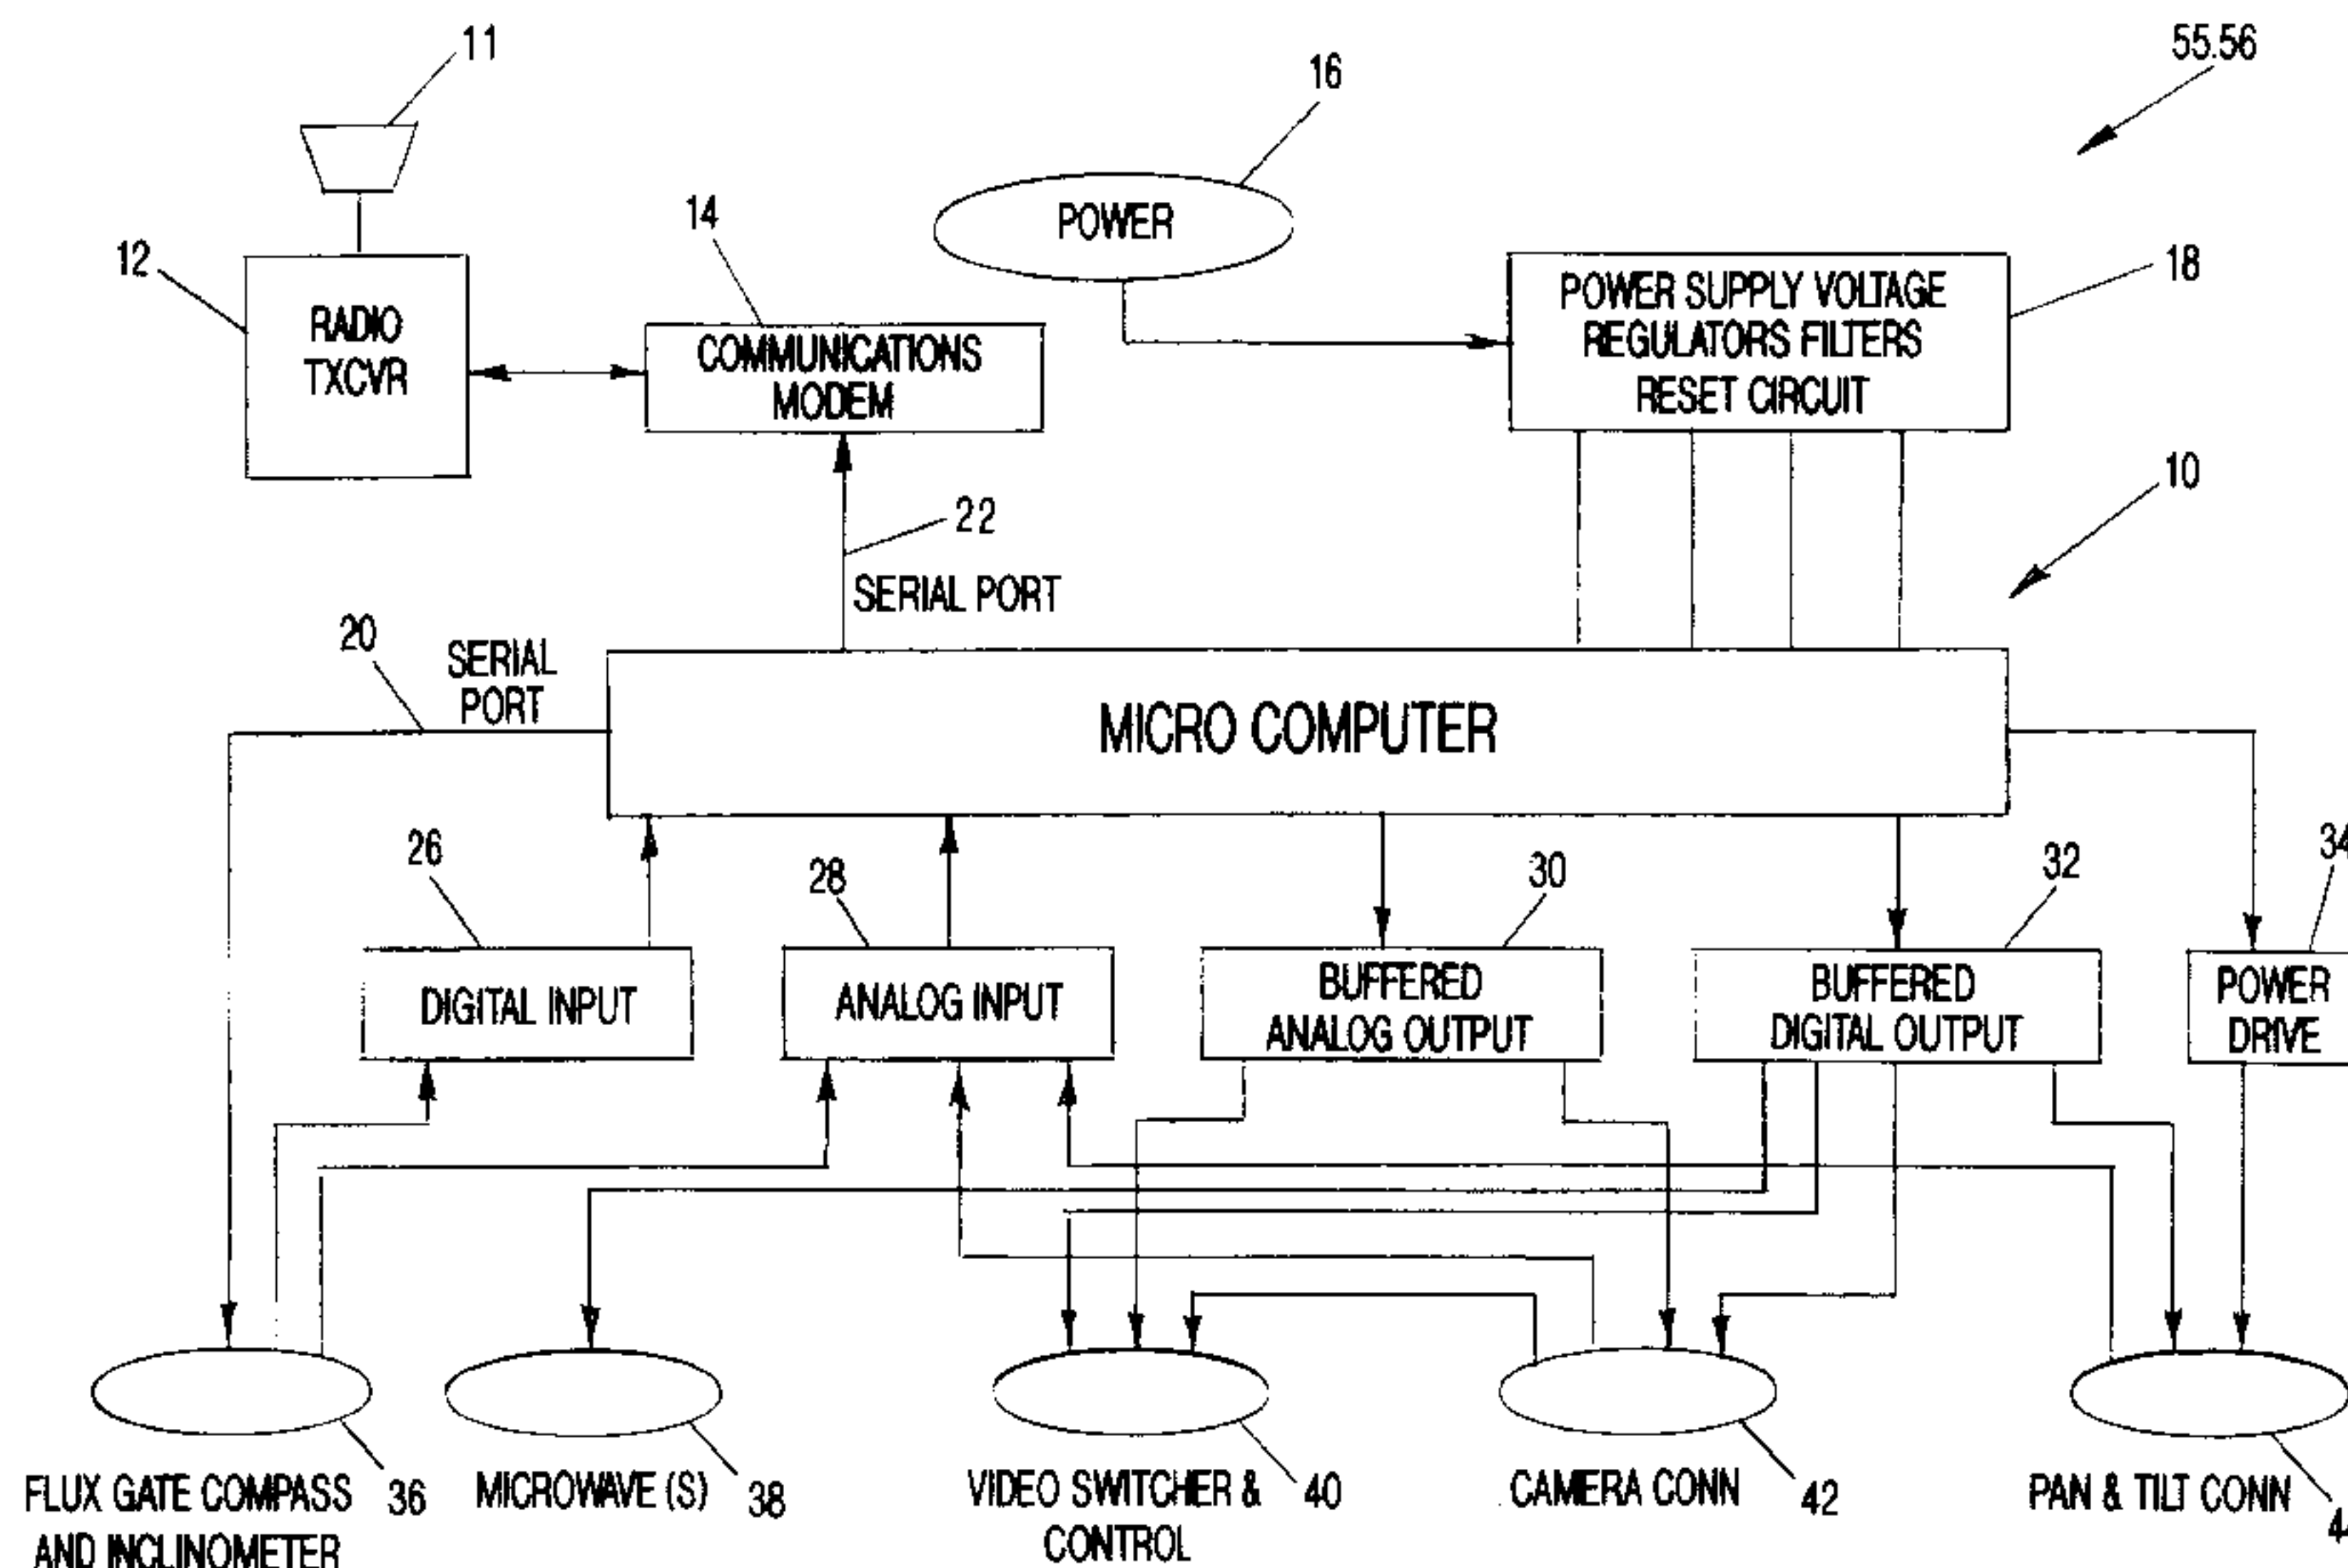 11
55.56
16
14
POWER
12
18
RADIO
TXCVR
POWER SUPPLY VOLTAGE
REGULATORS FILTERS
RESET CIRCUIT
COMMUNICATIONS
MODEM
10
22
SERIAL PORT
20
SERIAL
PORT
MICRO COMPUTER
26
28
30
32
34
DIGITAL INPUT
ANALOG INPUT
BUFFERED
ANALOG OUTPUT
BUFFERED
DIGITAL OUTPUT
POWER
DRIVE
FLUX GATE COMPASS
AND INCLINOMETER
36
MICROWAVE (S)
38
VIDEO SWITCHER &
CONTROL
40
CAMERA CONN
42
PAN & TILT CONN